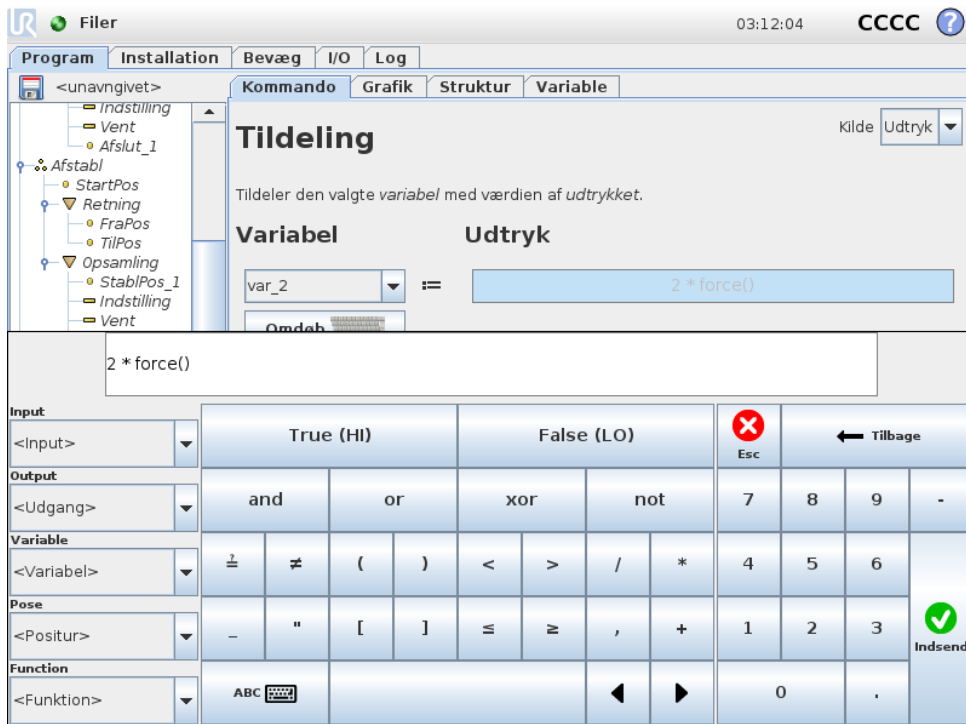 UR Filer 03:12:04 CCCC ?
Program Installation Bevæg I/O Log
<unavngivet> Kommando Grafik Struktur Variable
Indstilling
Vent
Afslut_1
Afstabl
StartPos
Retning
FraPos
TilPos
Opsamling
StablPos_1
Indstilling
Vent
Tildeling
Kilde Udtryk
Tildeler den valgte variabel med værdien af udtrykket.
Variabel Udtryk
var_2 := 2 * force()
Omdøb
2 * force()
Input
<Input>
Output
<Udgang>
Variable
<Variabel>
Pose
<Positur>
Function
<Funktion>
True (HI) False (LO) Esc Tilbage
and or xor not 7 8 9 -
≟ ≠ ( ) < > / * 4 5 6
_ " [ ] ≤ ≥ , + 1 2 3 Indsend
ABC 0 .